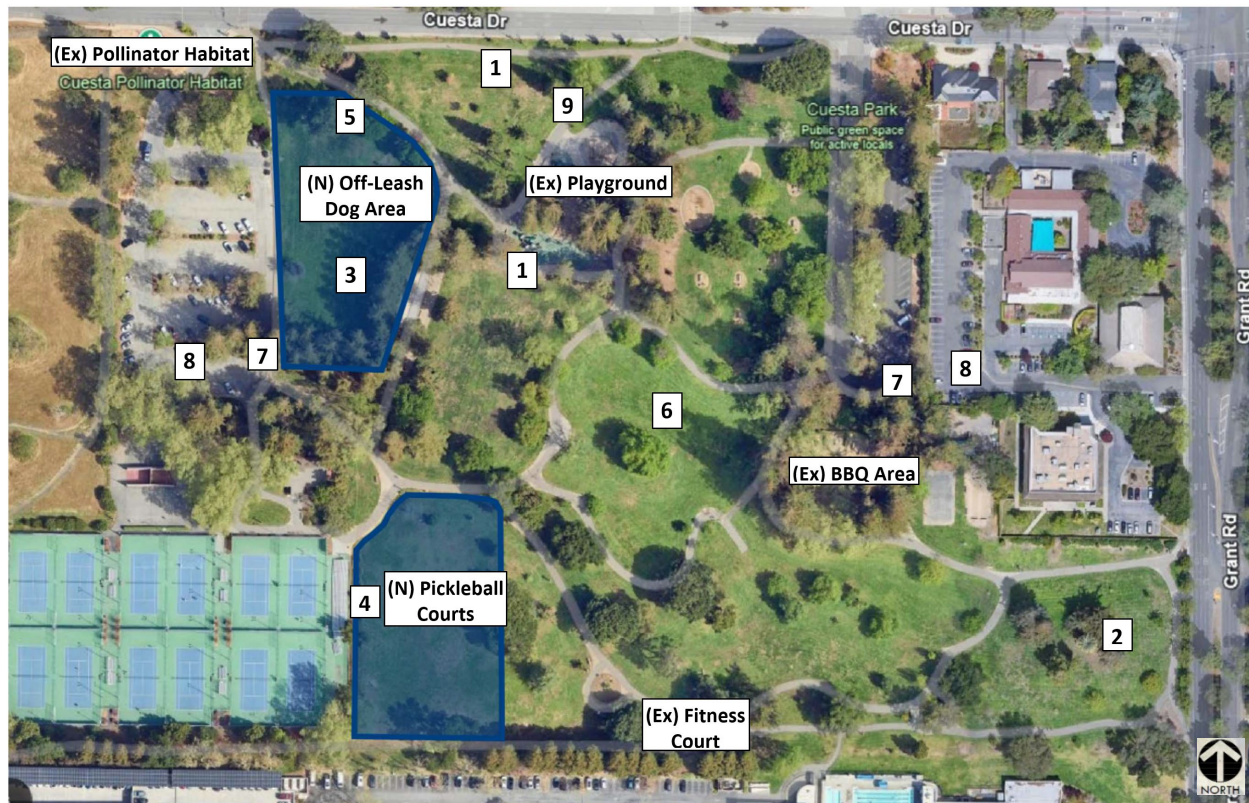 Cuesta Dr
Cuesta Dr
(Ex) Pollinator Habitat
Cuesta Pollinator Habitat
1
9
5
Cuesta Park
Public green space
for active locals
(N) Off-Leash
Dog Area
(Ex) Playground
3
1
Grant Rd
8
7
7
8
6
(Ex) BBQ Area
(N) Pickleball
Courts
4
Grant Rd
2
(Ex) Fitness
Court
NORTH